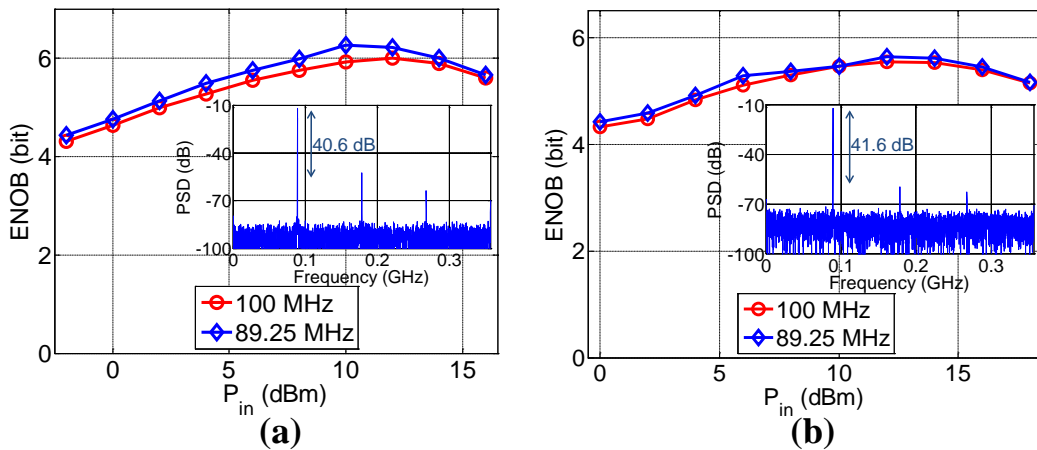 6
4
2
0
ENOB (bit)
0
5
10
15
P_in (dBm)
-10
-40
-70
-100
PSD (dB)
40.6 dB
0
0.1
0.2
0.3
Frequency (GHz)
100 MHz
89.25 MHz
(a)
6
4
2
0
ENOB (bit)
0
5
10
15
P_in (dBm)
-10
-40
-70
-100
PSD (dB)
41.6 dB
0
0.1
0.2
0.3
Frequency (GHz)
100 MHz
89.25 MHz
(b)